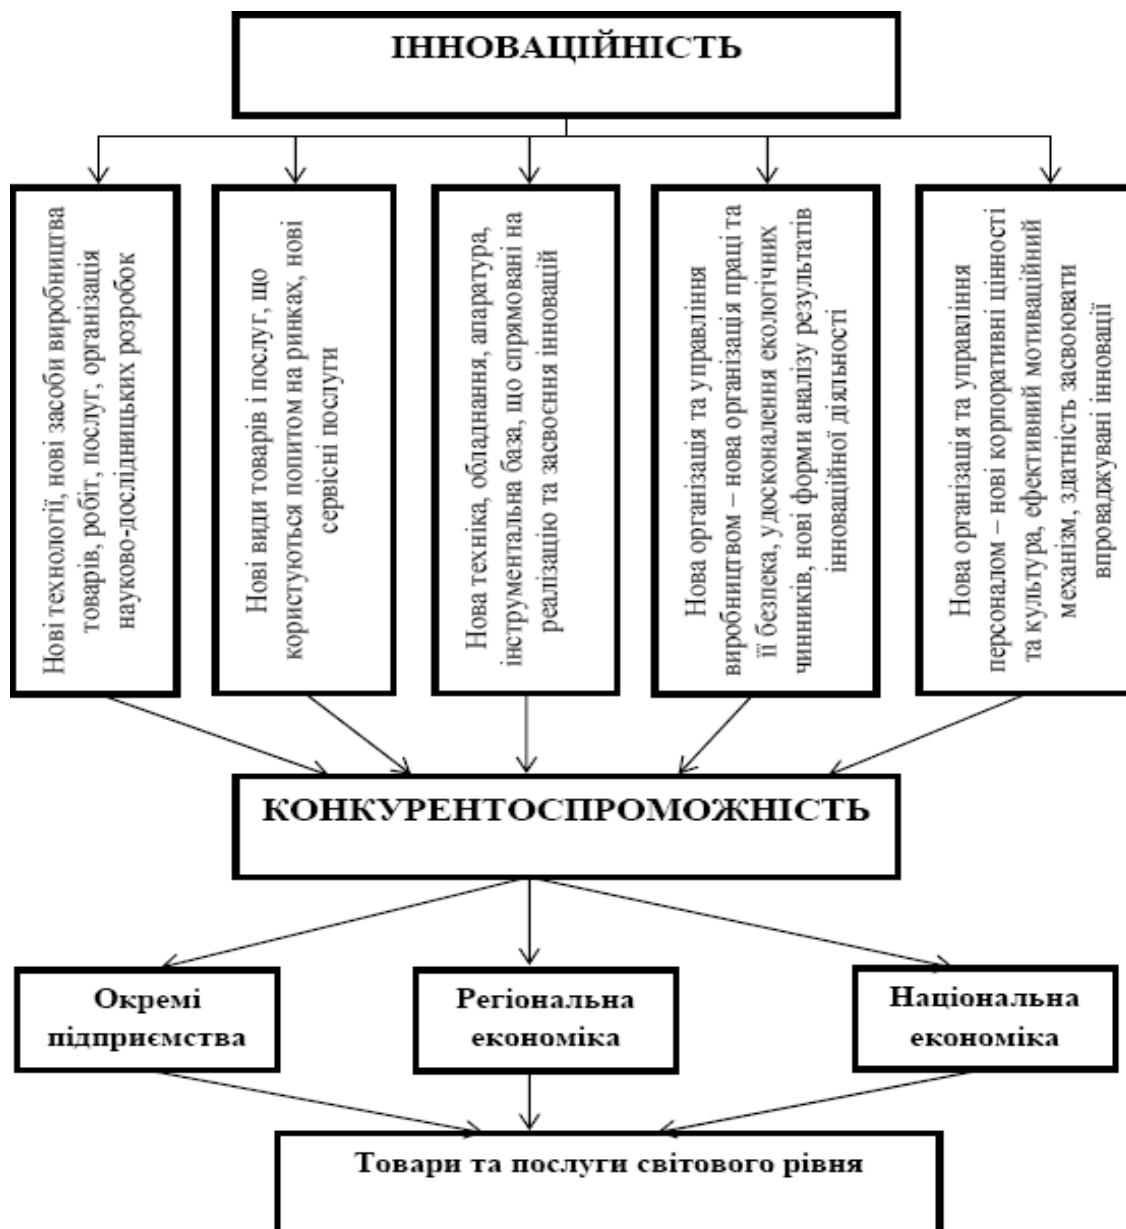 ІННОВАЦІЙНІСТЬ
Нові технології, нові засоби виробництва
товарів, робіт, послуг, організація
науково-дослідницьких розробок
Нові види товарів і послуг, що
користуються попитом на ринках, нові
сервісні послуги
Нова техніка, обладнання, апаратура,
інструментальна база, що спрямовані на
реалізацію та засвоєння інновацій
Нова організація та управління
виробництвом – нова організація праці та
її безпека, удосконалення екологічних
чинників, нові форми аналізу результатів
інноваційної діяльності
Нова організація та управління
персоналом – нові корпоративні цінності
та культура, ефективний мотиваційний
механізм, здатність засвоювати
впроваджувані інновації
КОНКУРЕНТОСПРОМОЖНІСТЬ
Окремі
підприємства
Регіональна
економіка
Національна
економіка
Товари та послуги світового рівня